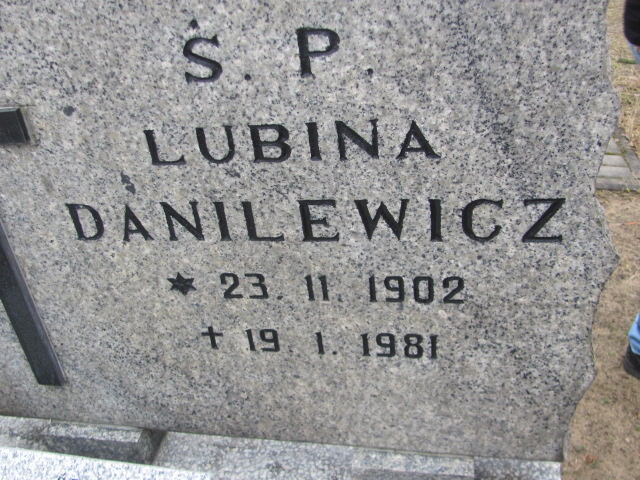 Ś. P.
LUBINA
DANILEWICZ
* 23. 11. 1902
+ 19. 1. 1981